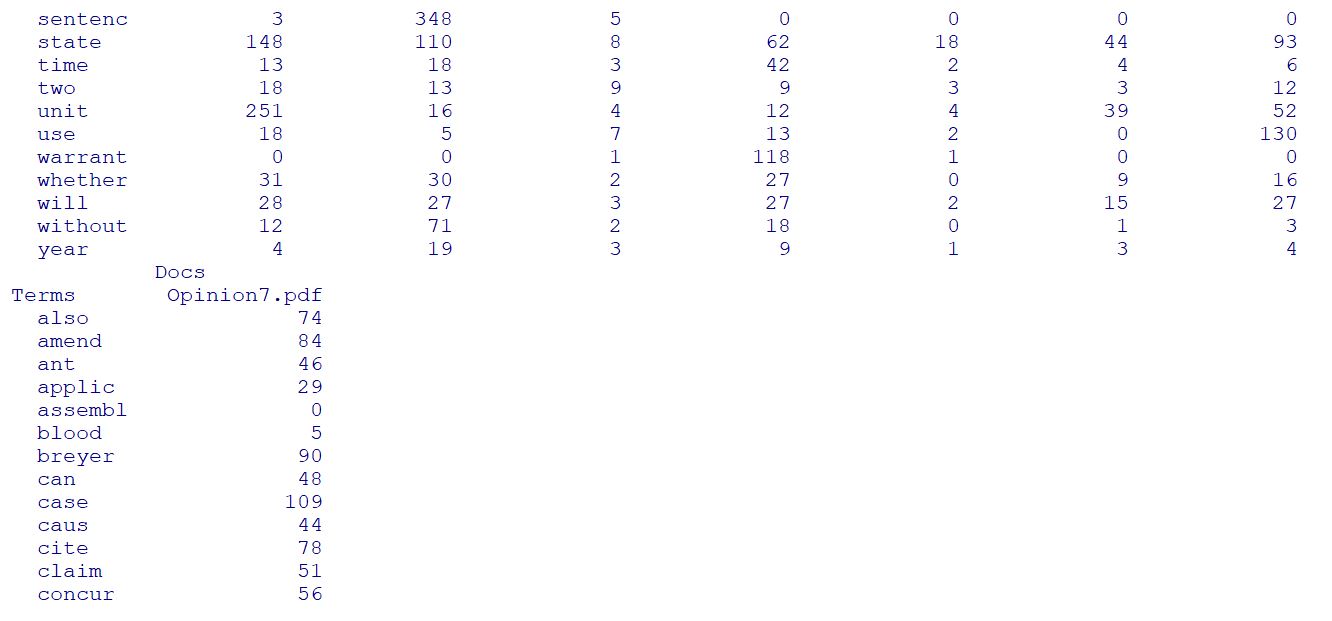 sentenc 3 348 5 0 0 0 0
state 148 110 8 62 18 44 93
time 13 18 3 42 2 4 6
two 18 13 9 9 3 3 12
unit 251 16 4 12 4 39 52
use 18 5 7 13 2 0 130
warrant 0 0 1 118 1 0 0
whether 31 30 2 27 0 9 16
will 28 27 3 27 2 15 27
without 12 71 2 18 0 1 3
year 4 19 3 9 1 3 4
Docs
Terms Opinion7.pdf
also 74
amend 84
ant 46
applic 29
assembl 0
blood 5
breyer 90
can 48
case 109
caus 44
cite 78
claim 51
concur 56